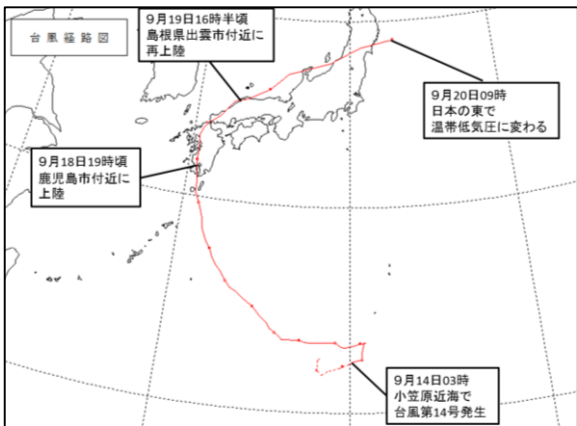 台風経路図
9月19日16時半頃
島根県出雲市付近に
再上陸
9月20日09時
日本の東で
温帯低気圧に変わる
9月18日19時頃
鹿児島市付近に
上陸
9月14日03時
小笠原近海で
台風第14号発生